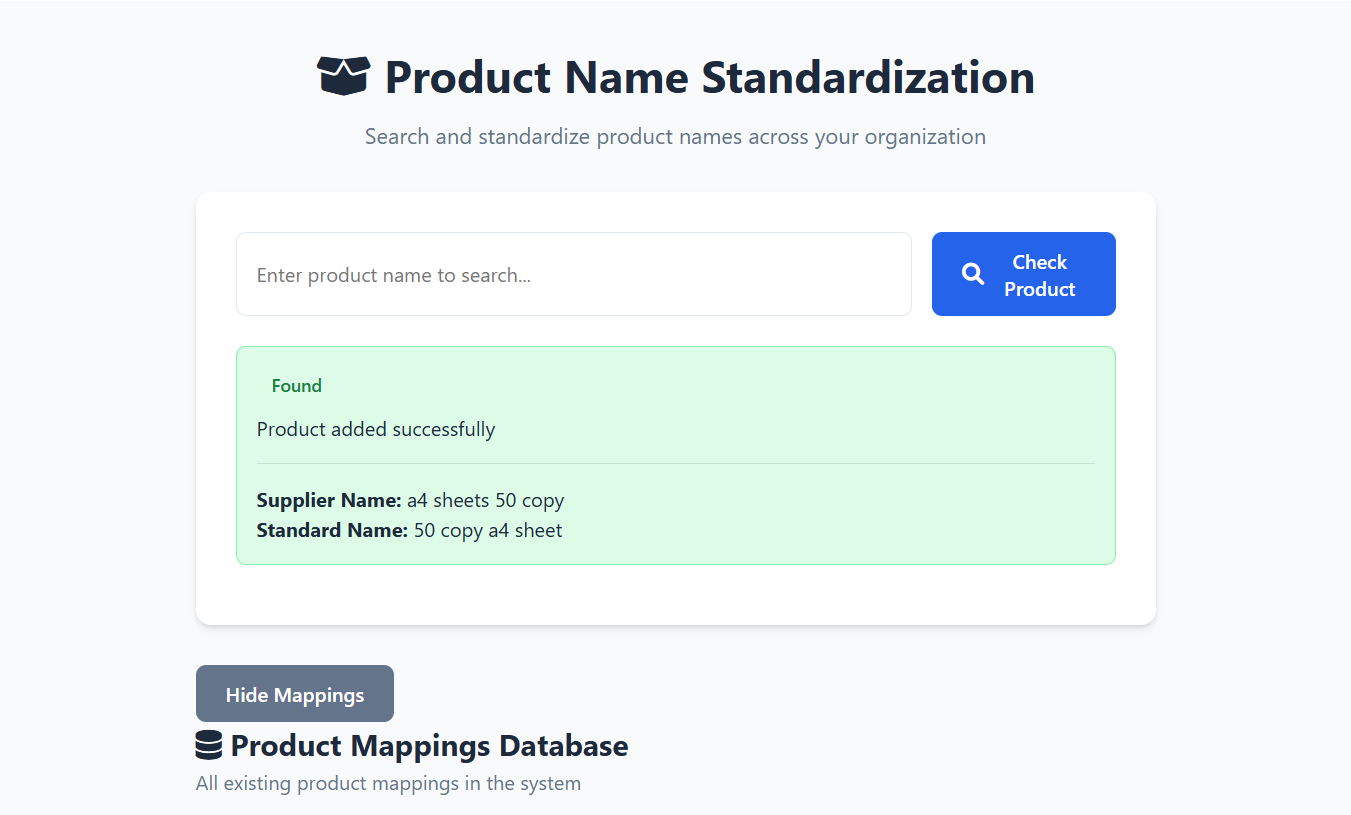 Product Name Standardization
Search and standardize product names across your organization
Enter product name to search...
Check
Product
Found
Product added successfully
Supplier Name: a4 sheets 50 copy
Standard Name: 50 copy a4 sheet
Hide Mappings
Product Mappings Database
All existing product mappings in the system